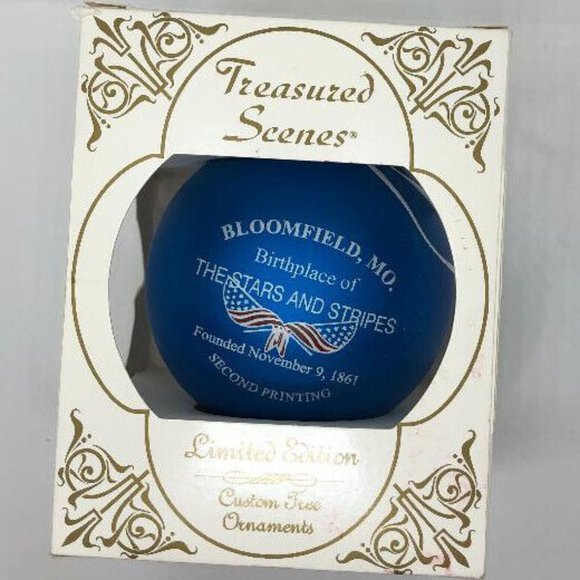 Treasured
Scenes®
BLOOMFIELD, MO.
Birthplace of
THE STARS AND STRIPES
Founded November 9, 1861
SECOND PRINTING
Limited Edition
Custom Tree
Ornaments